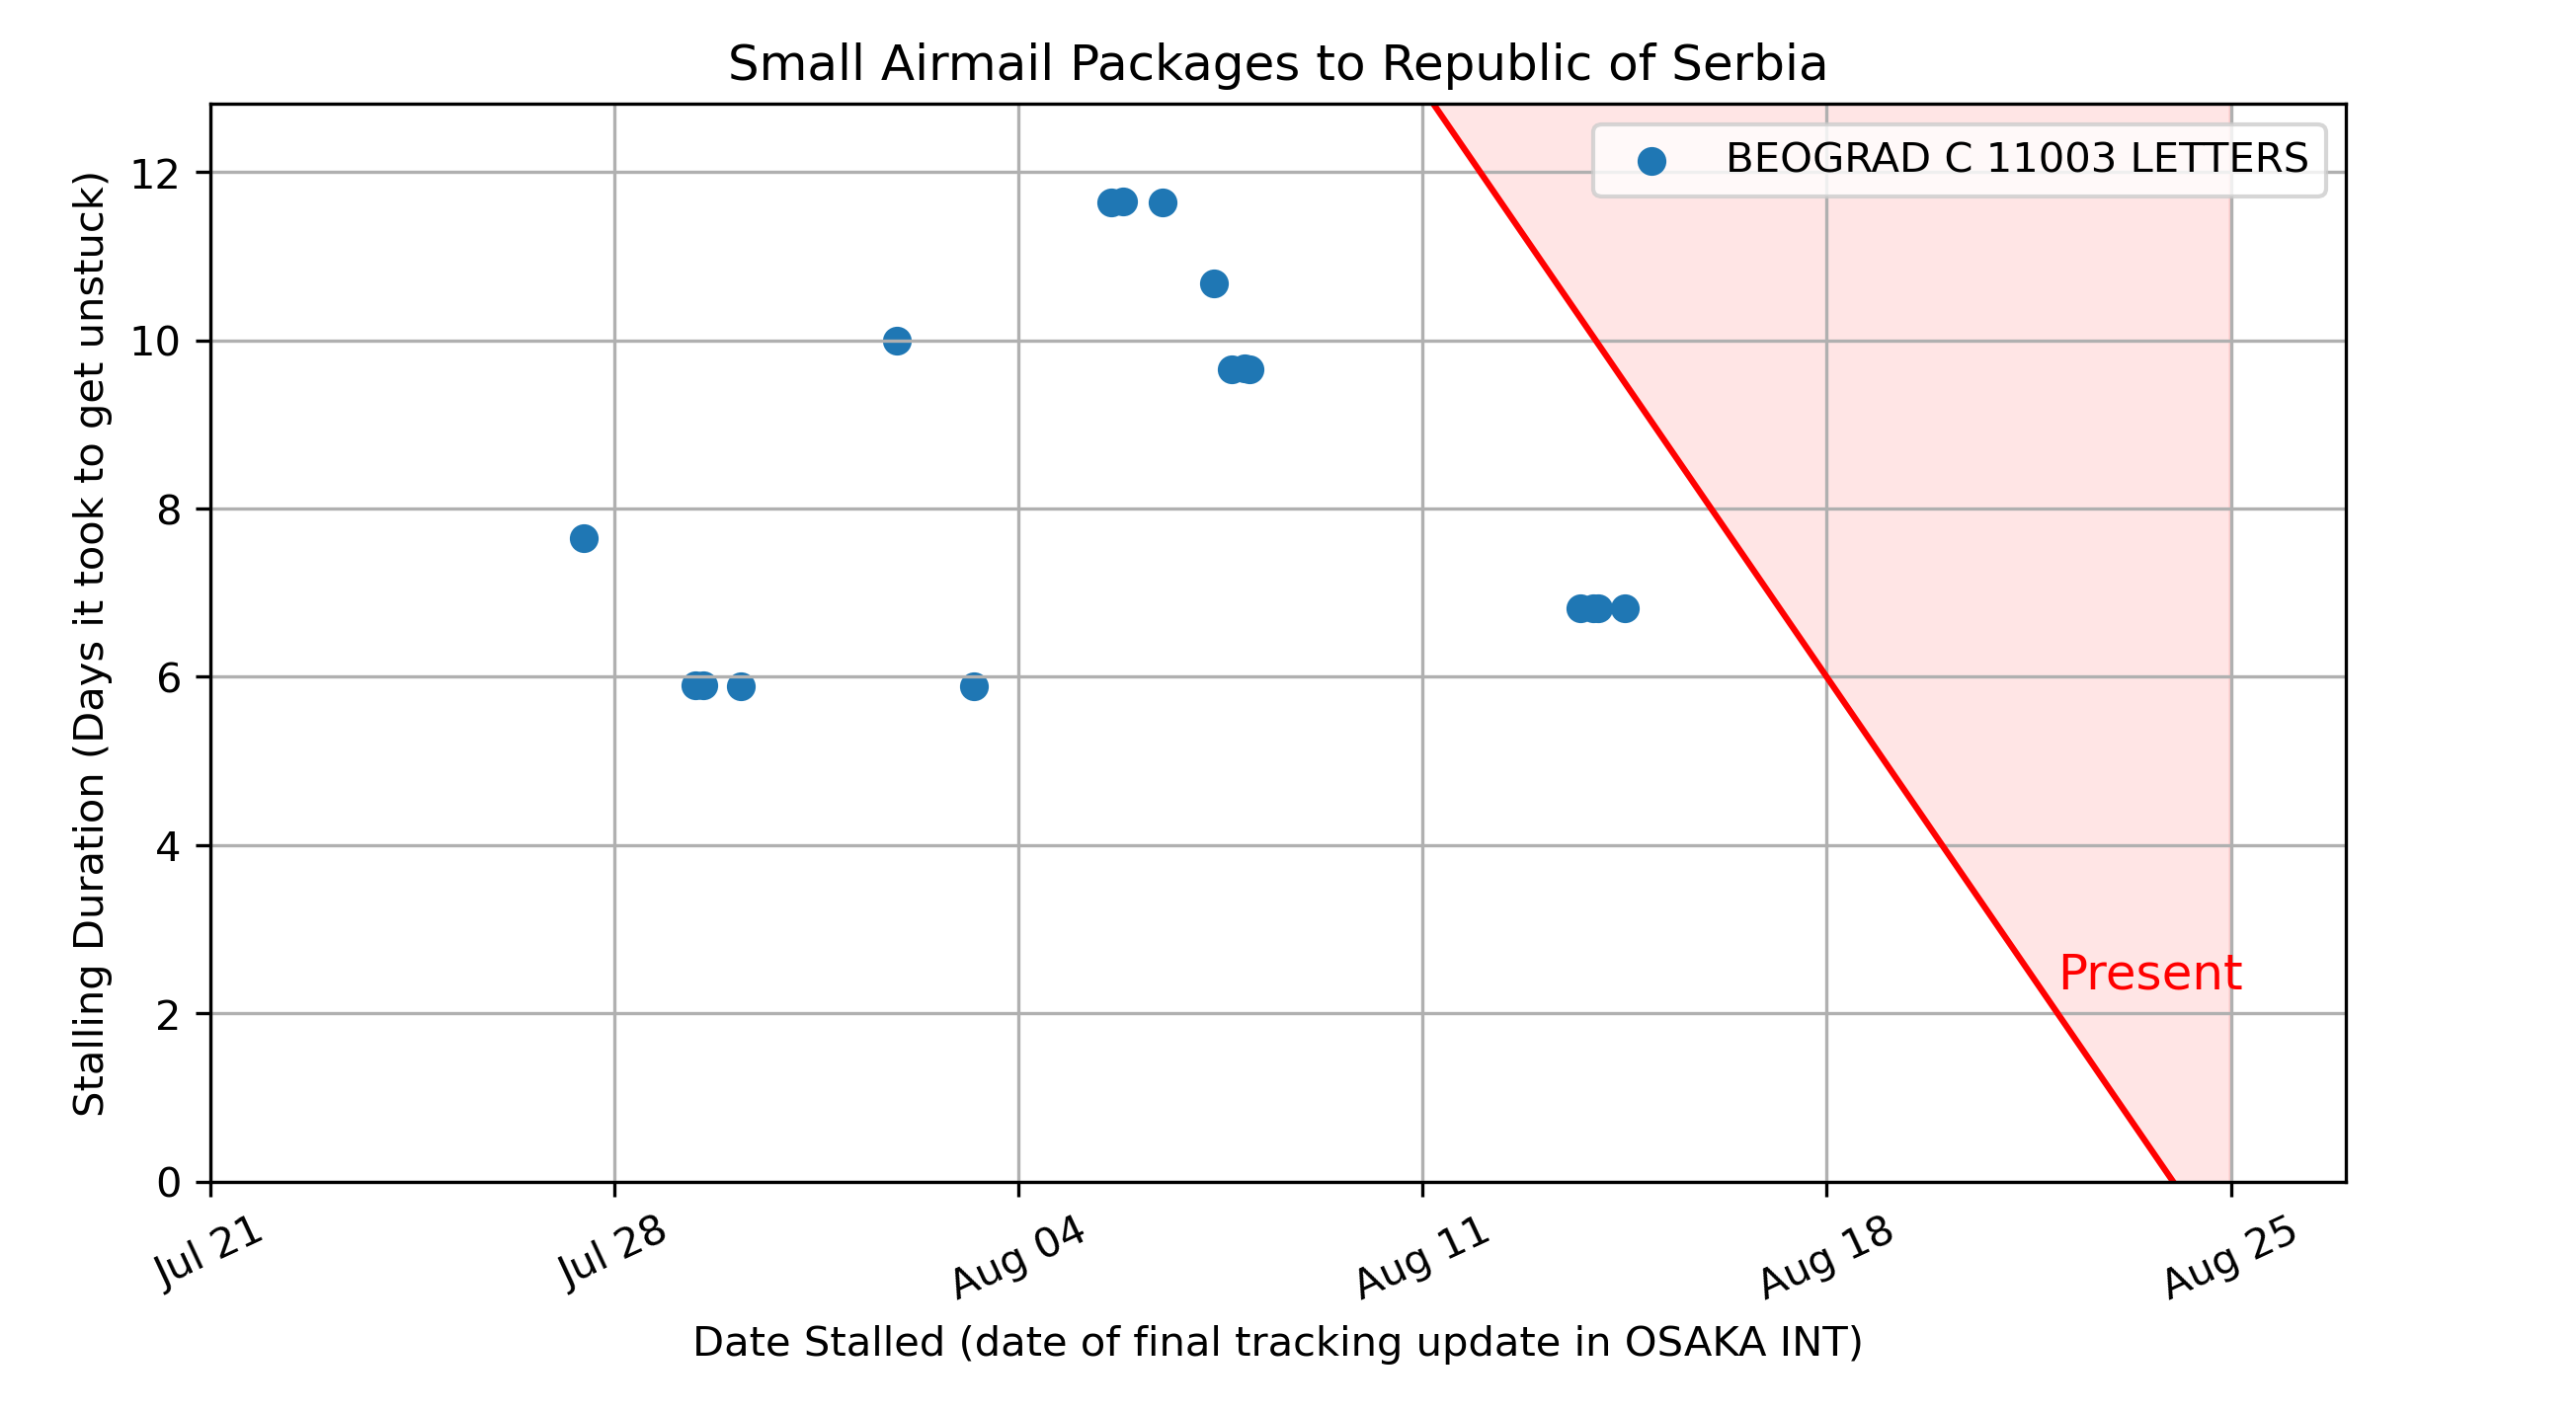 Small Airmail Packages to Republic of Serbia
BEOGRAD C 11003 LETTERS
Stalling Duration (Days it took to get unstuck)
12
10
8
6
4
2
0
Present
Jul 21
Jul 28
Aug 04
Aug 11
Aug 18
Aug 25
Date Stalled (date of final tracking update in OSAKA INT)